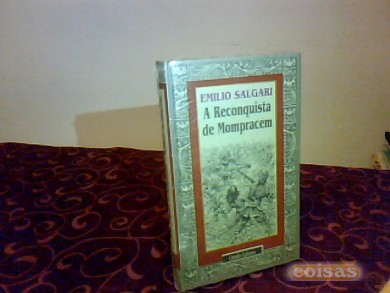 EMILIO SALGARI
A Reconquista
de Mompracem
coisas